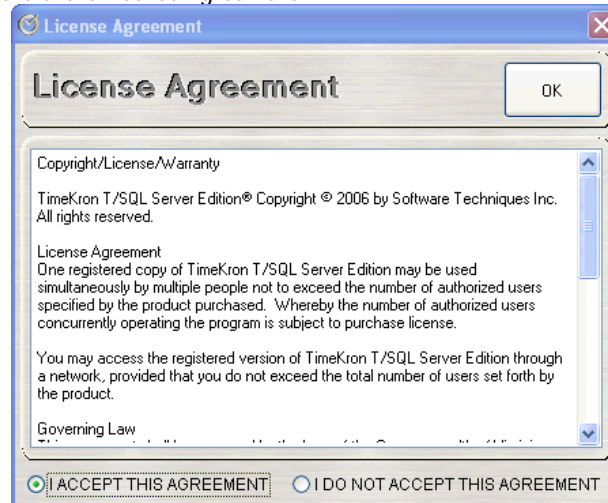 License Agreement
License Agreement
OK
Copyright/License/Warranty
TimeKron T/SQL Server Edition® Copyright © 2006 by Software Techniques Inc.
All rights reserved.
License Agreement
One registered copy of TimeKron T/SQL Server Edition may be used
simultaneously by multiple people not to exceed the number of authorized users
specified by the product purchased. Whereby the number of authorized users
concurrently operating the program is subject to purchase license.
You may access the registered version of TimeKron T/SQL Server Edition through
a network, provided that you do not exceed the total number of users set forth by
the product.
Governing Law
I ACCEPT THIS AGREEMENT
I DO NOT ACCEPT THIS AGREEMENT